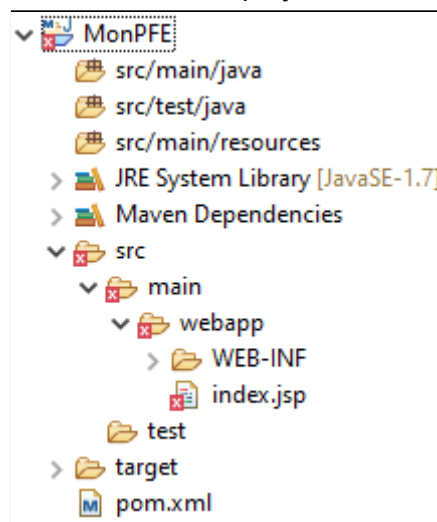 MonPFE
src/main/java
src/test/java
src/main/resources
JRE System Library [JavaSE-1.7]
Maven Dependencies
src
main
webapp
WEB-INF
index.jsp
test
target
pom.xml